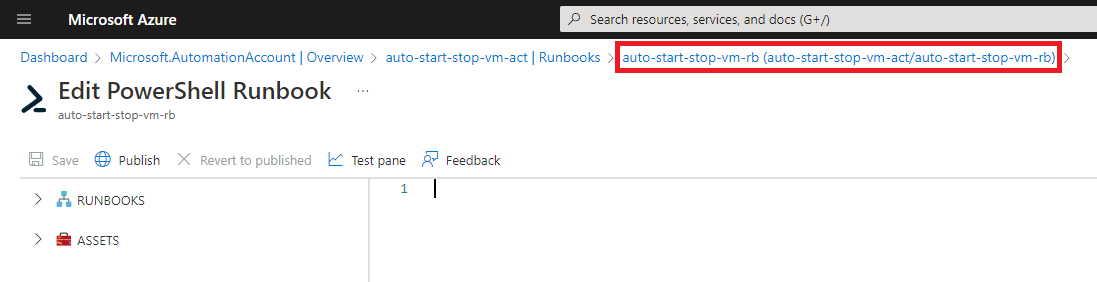 Microsoft Azure
Search resources, services, and docs (G+/)
Dashboard > Microsoft.AutomationAccount | Overview > auto-start-stop-vm-act | Runbooks > auto-start-stop-vm-rb (auto-start-stop-vm-act/auto-start-stop-vm-rb) >
Edit PowerShell Runbook ...
auto-start-stop-vm-rb
Save Publish Revert to published Test pane Feedback
RUNBOOKS
1
ASSETS